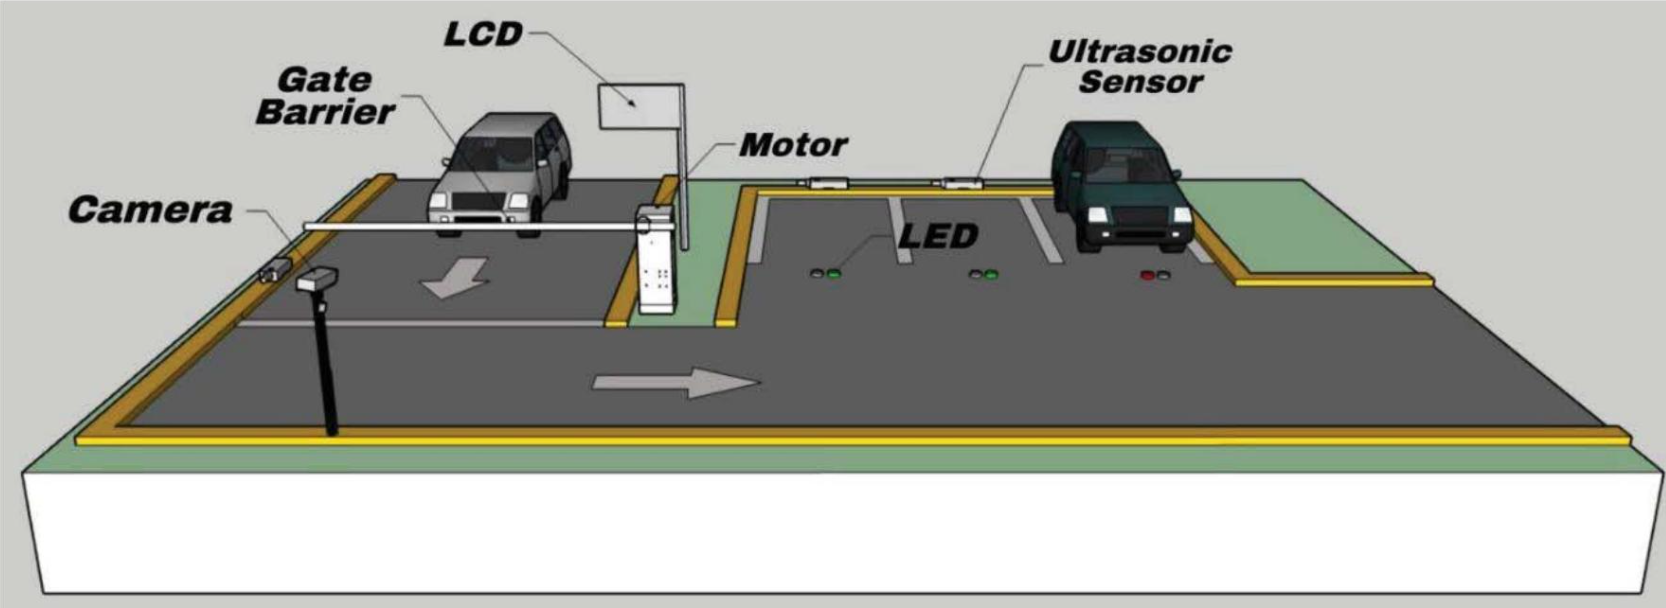 LCD
Ultrasonic
Sensor
Gate
Barrier
Motor
Camera
LED